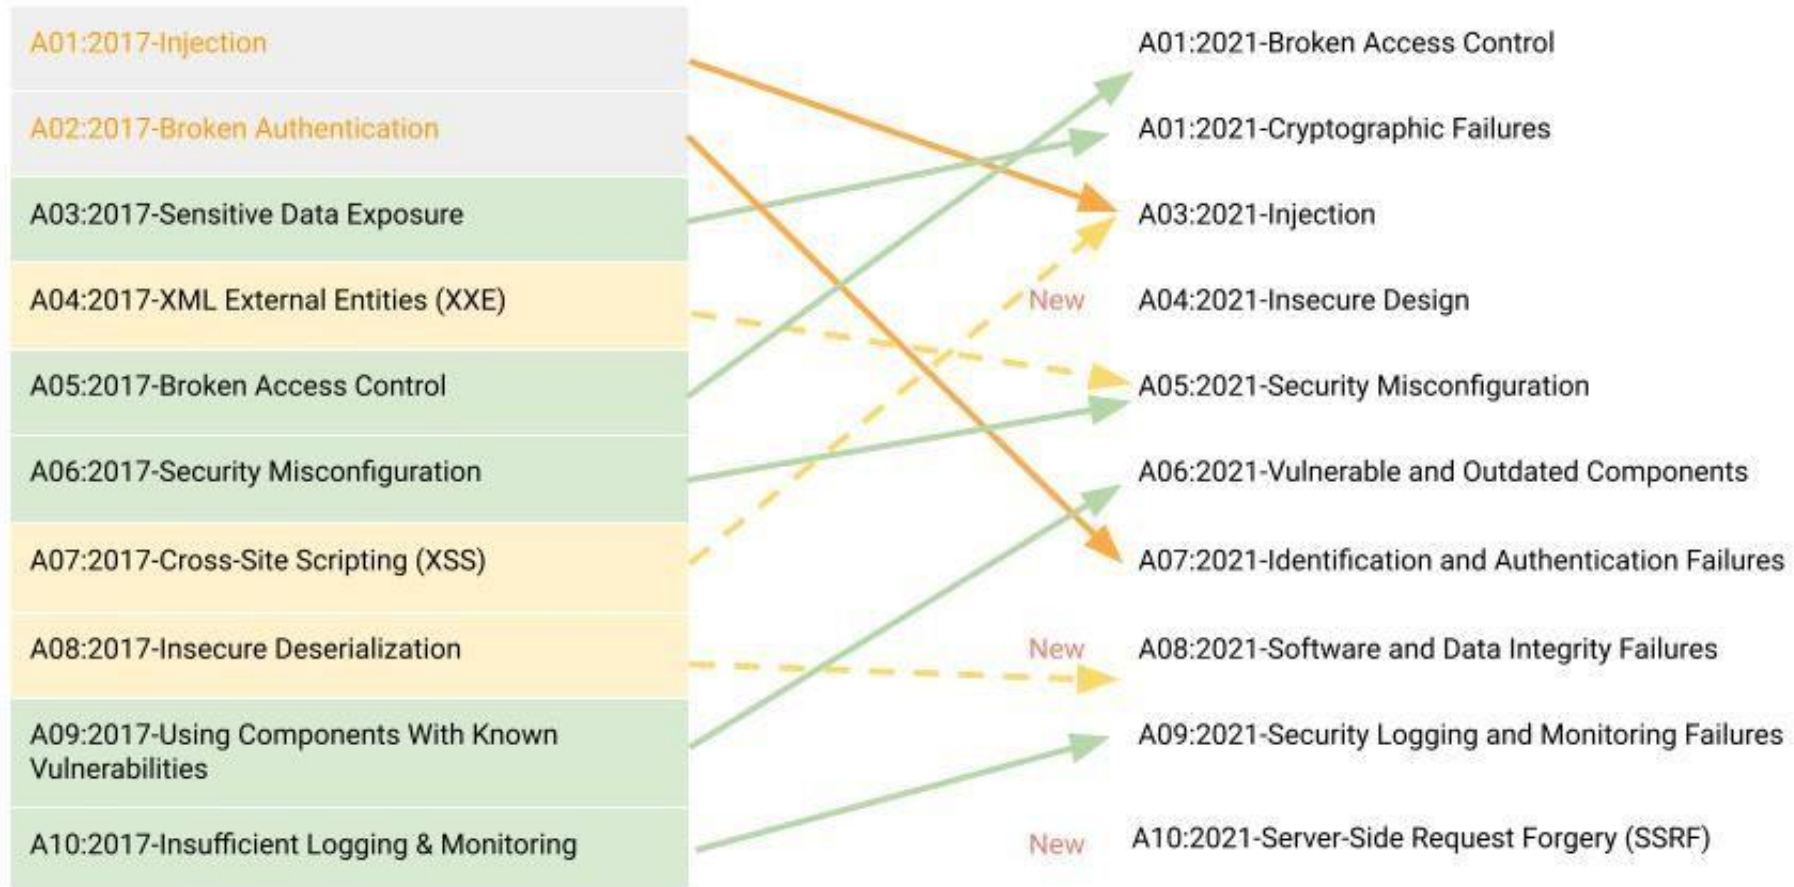 A01:2017-Injection
A02:2017-Broken Authentication
A03:2017-Sensitive Data Exposure
A04:2017-XML External Entities (XXE)
A05:2017-Broken Access Control
A06:2017-Security Misconfiguration
A07:2017-Cross-Site Scripting (XSS)
A08:2017-Insecure Deserialization
A09:2017-Using Components With Known
Vulnerabilities
A10:2017-Insufficient Logging & Monitoring
A01:2021-Broken Access Control
A01:2021-Cryptographic Failures
A03:2021-Injection
New A04:2021-Insecure Design
A05:2021-Security Misconfiguration
A06:2021-Vulnerable and Outdated Components
A07:2021-Identification and Authentication Failures
New A08:2021-Software and Data Integrity Failures
A09:2021-Security Logging and Monitoring Failures
New A10:2021-Server-Side Request Forgery (SSRF)